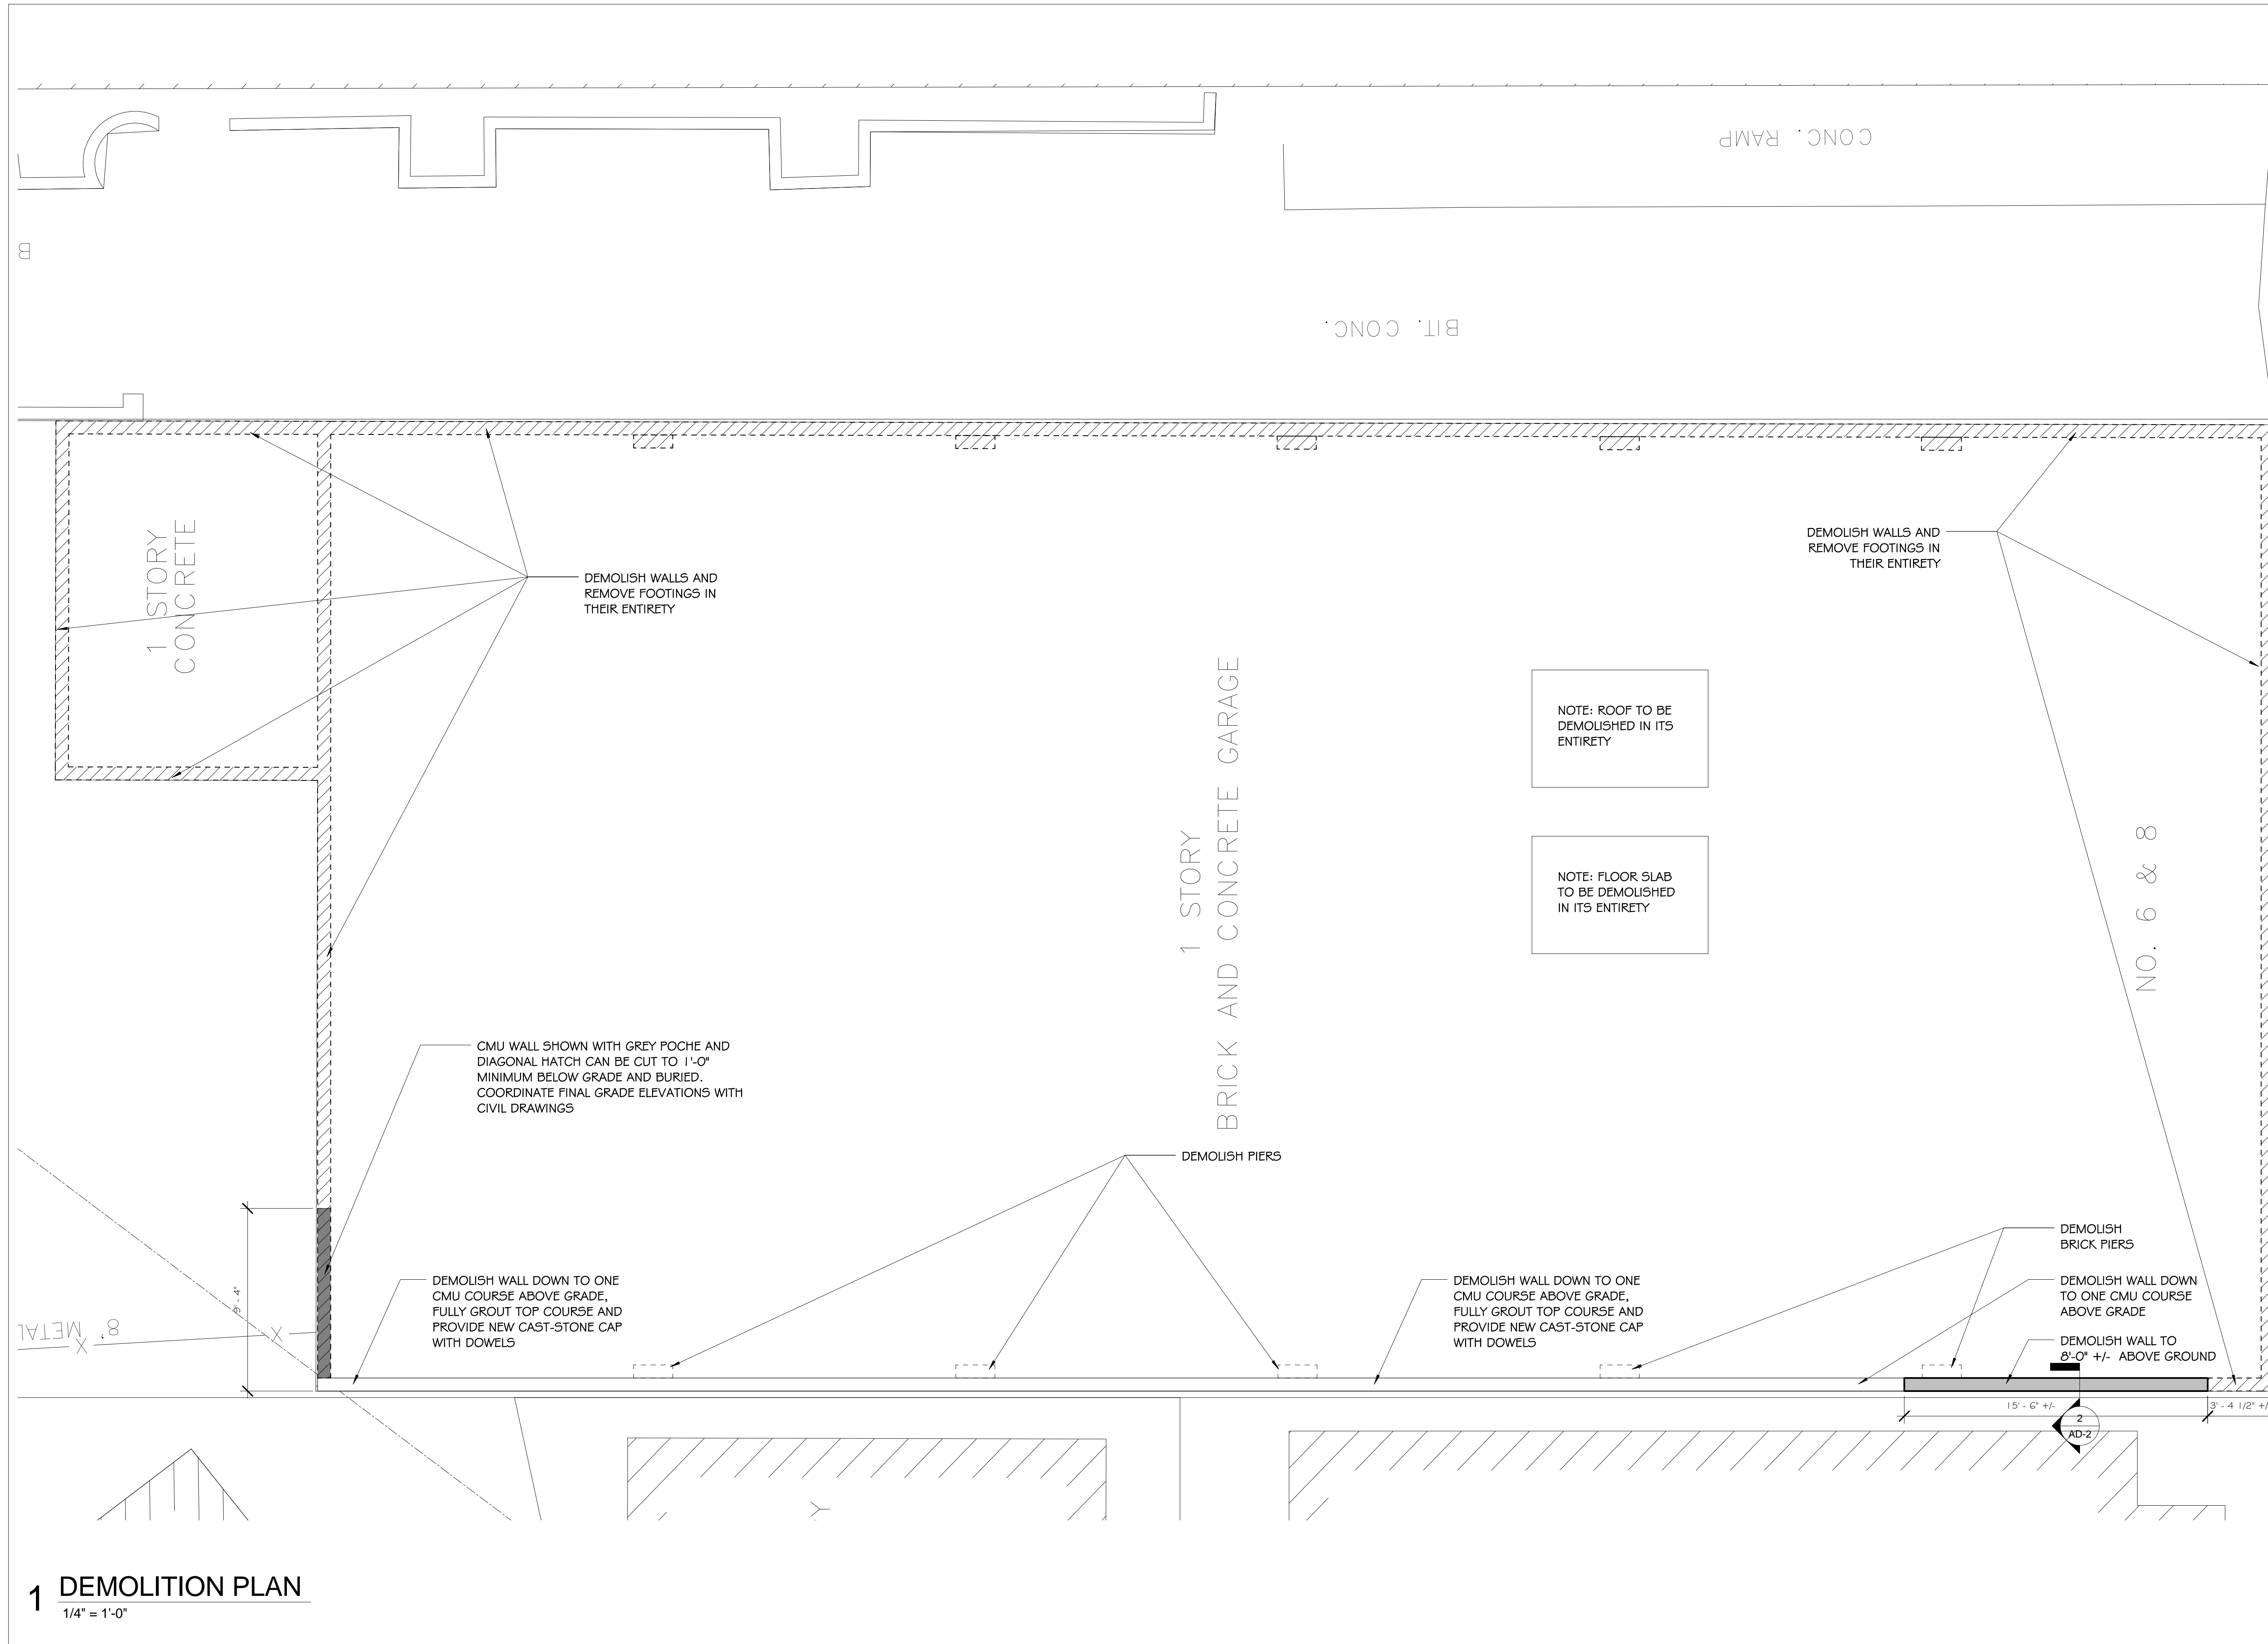 CONC. RAMP
B
BIT. CONC.
1 STORY
CONCRETE
DEMOLISH WALLS AND
REMOVE FOOTINGS IN
THEIR ENTIRETY
DEMOLISH WALLS AND
REMOVE FOOTINGS IN
THEIR ENTIRETY
1 STORY
BRICK AND CONCRETE GARAGE
NOTE: ROOF TO BE
DEMOLISHED IN ITS
ENTIRETY
NOTE: FLOOR SLAB
TO BE DEMOLISHED
IN ITS ENTIRETY
NO. 6 & 8
CMU WALL SHOWN WITH GREY POCHE AND
DIAGONAL HATCH CAN BE CUT TO 1'-0"
MINIMUM BELOW GRADE AND BURIED.
COORDINATE FINAL GRADE ELEVATIONS WITH
CIVIL DRAWINGS
DEMOLISH PIERS
DEMOLISH
BRICK PIERS
9' - 4"
8' METAL
X
X
DEMOLISH WALL DOWN TO ONE
CMU COURSE ABOVE GRADE,
FULLY GROUT TOP COURSE AND
PROVIDE NEW CAST-STONE CAP
WITH DOWELS
DEMOLISH WALL DOWN TO ONE
CMU COURSE ABOVE GRADE,
FULLY GROUT TOP COURSE AND
PROVIDE NEW CAST-STONE CAP
WITH DOWELS
DEMOLISH WALL DOWN
TO ONE CMU COURSE
ABOVE GRADE
DEMOLISH WALL TO
8'-0" +/- ABOVE GROUND
15' - 6" +/-
3' - 4 1/2" +/
2
AD-2
Y
1 DEMOLITION PLAN
1/4" = 1'-0"